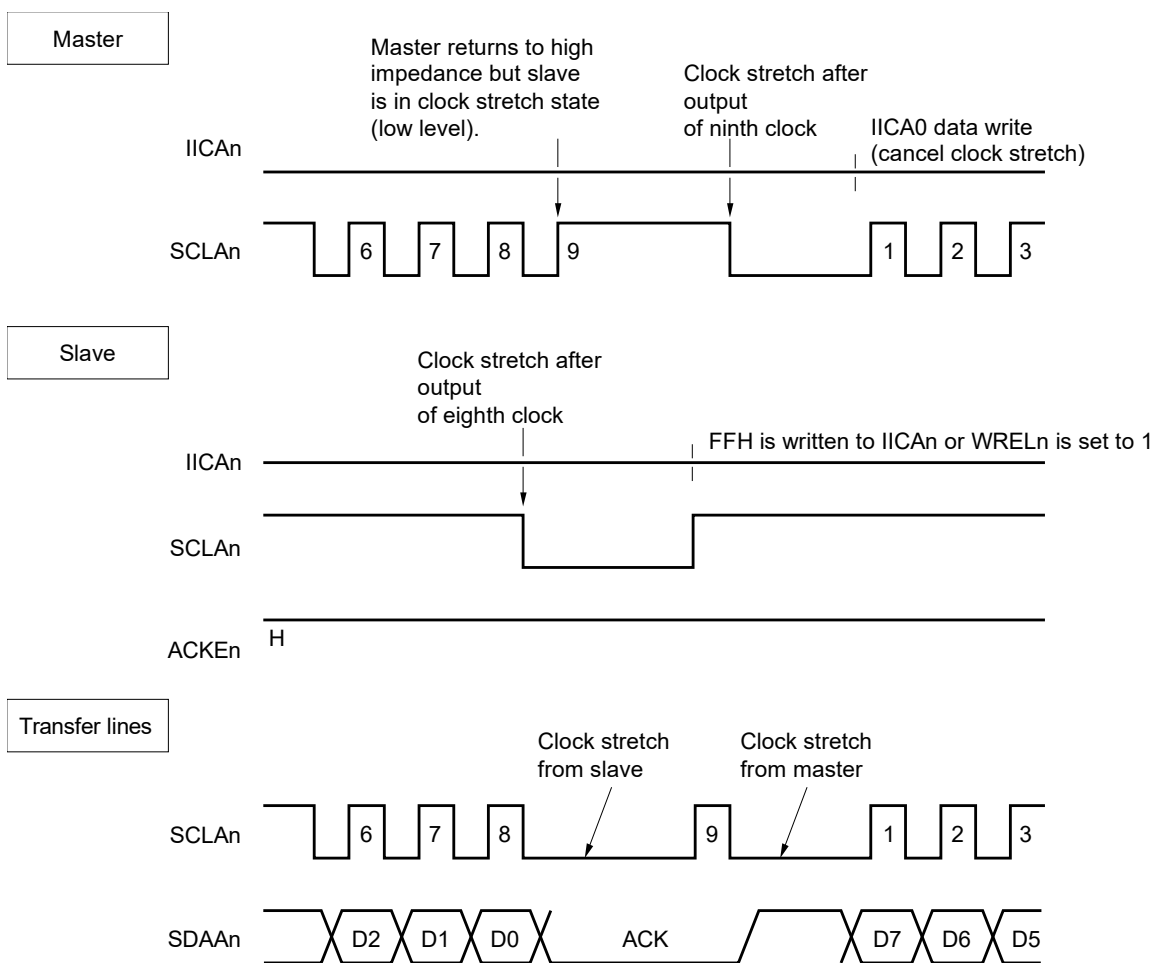 Master
Master returns to high
impedance but slave
is in clock stretch state
(low level).
Clock stretch after
output
of ninth clock
IICA0 data write
(cancel clock stretch)
IICAn
SCLAn
6 7 8 9 1 2 3
Slave
Clock stretch after
output
of eighth clock
FFH is written to IICAn or WRELn is set to 1
IICAn
SCLAn
H
ACKEn
Transfer lines
Clock stretch
from slave
Clock stretch
from master
SCLAn
6 7 8 9 1 2 3
SDAAn
D2 D1 D0 ACK D7 D6 D5